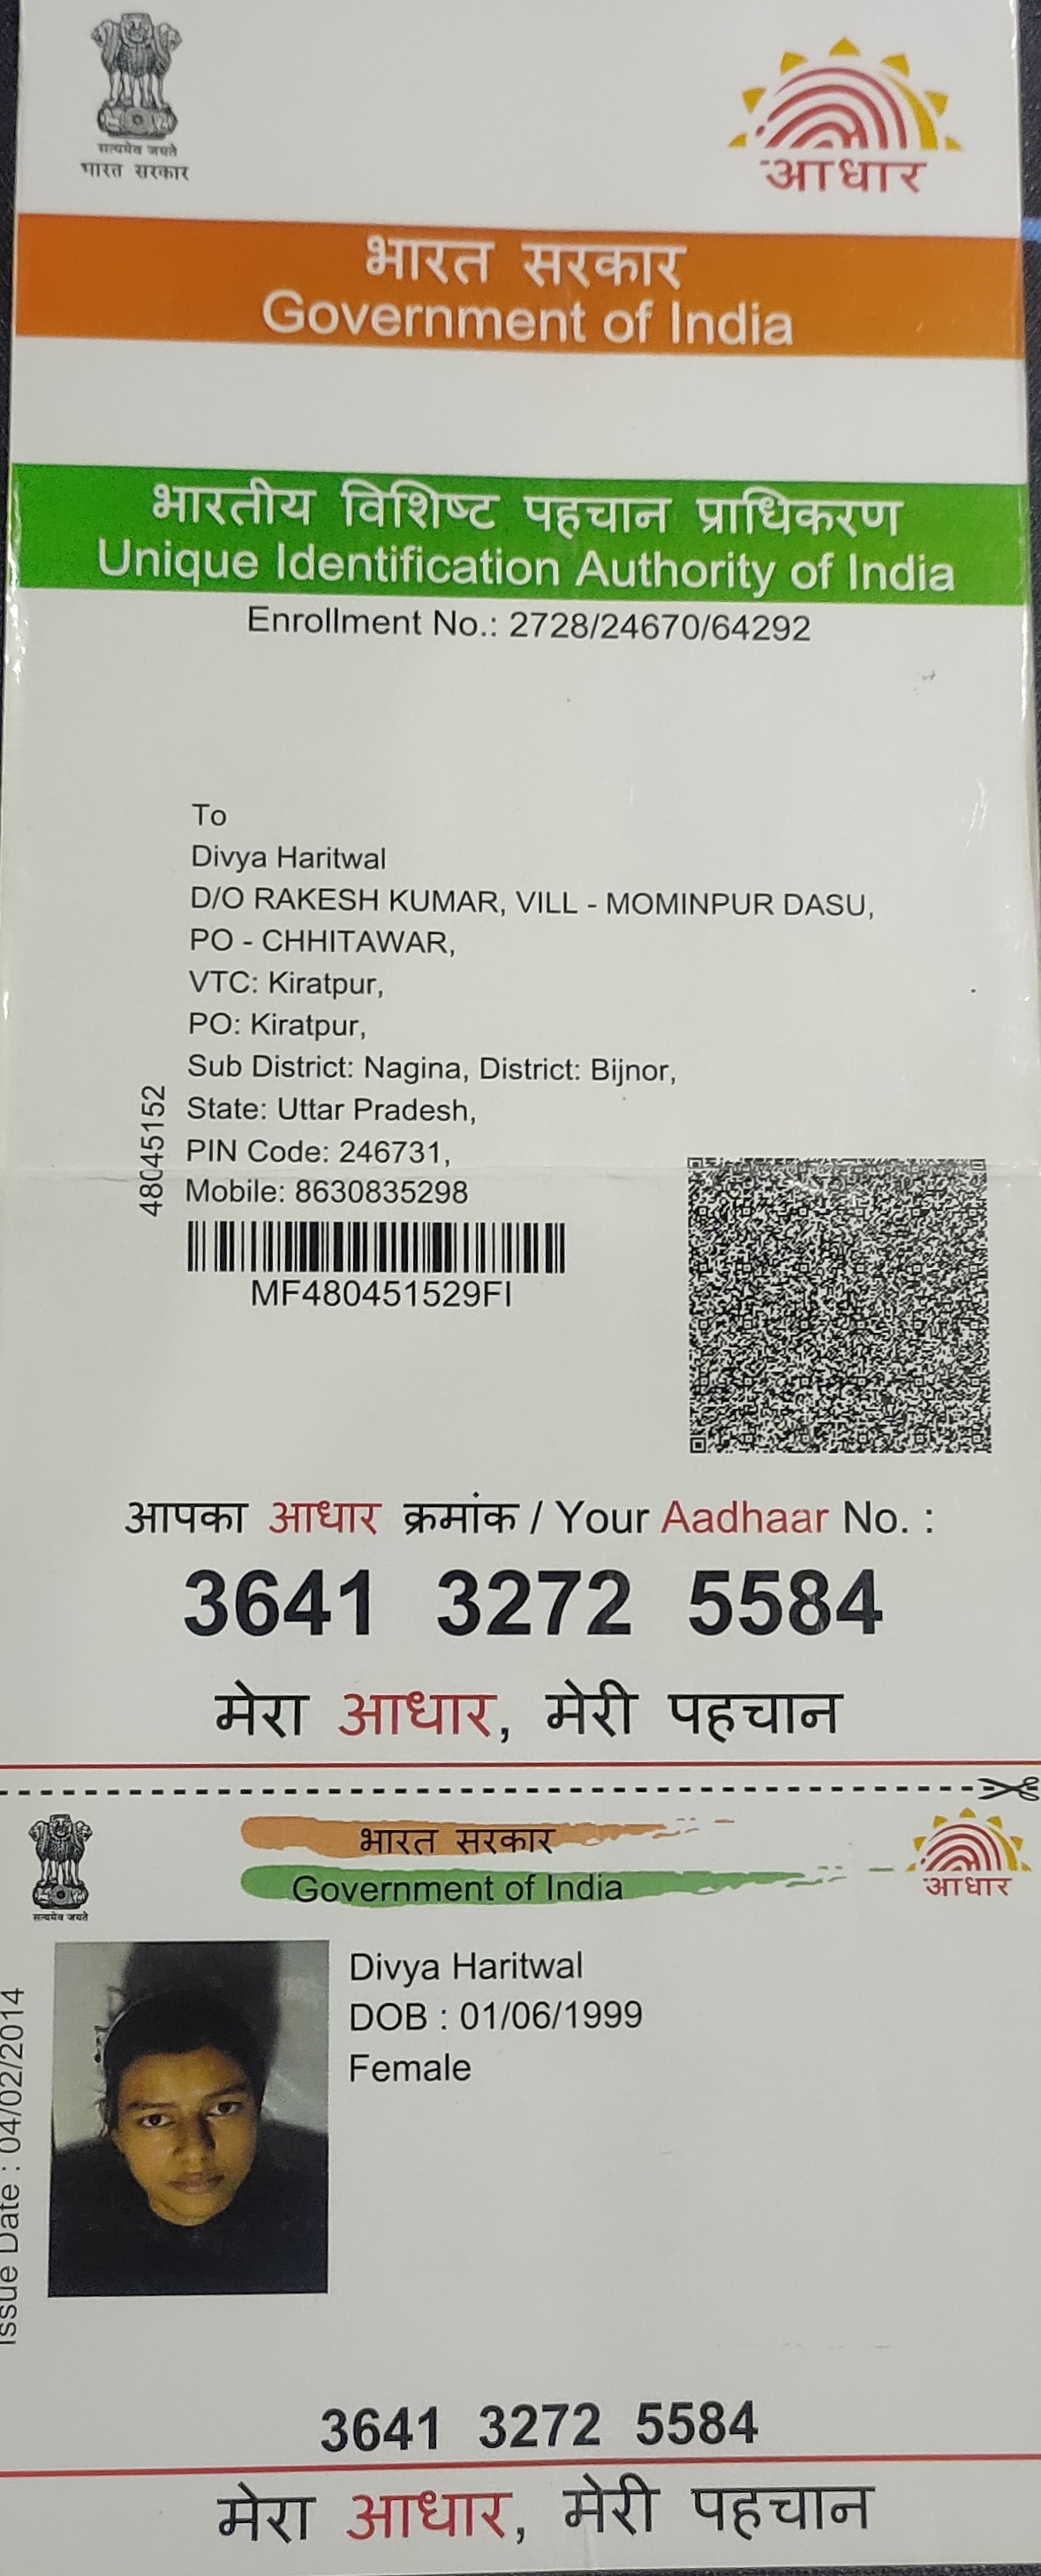 सत्यमेव जयते
भारत सरकार
आधार
भारत सरकार
Government of India
भारतीय विशिष्ट पहचान प्राधिकरण
Unique Identification Authority of India
Enrollment No.: 2728/24670/64292
To
Divya Haritwal
D/O RAKESH KUMAR, VILL - MOMINPUR DASU,
PO - CHHITAWAR,
VTC: Kiratpur,
PO: Kiratpur,
Sub District: Nagina, District: Bijnor,
State: Uttar Pradesh,
PIN Code: 246731,
Mobile: 8630835298
48045152
MF480451529FI
आपका आधार क्रमांक / Your Aadhaar No. :
3641 3272 5584
मेरा आधार, मेरी पहचान
सत्यमेव जयते
भारत सरकार
Government of India
आधार
Issue Date : 04/02/2014
Divya Haritwal
DOB : 01/06/1999
Female
3641 3272 5584
मेरा आधार, मेरी पहचान